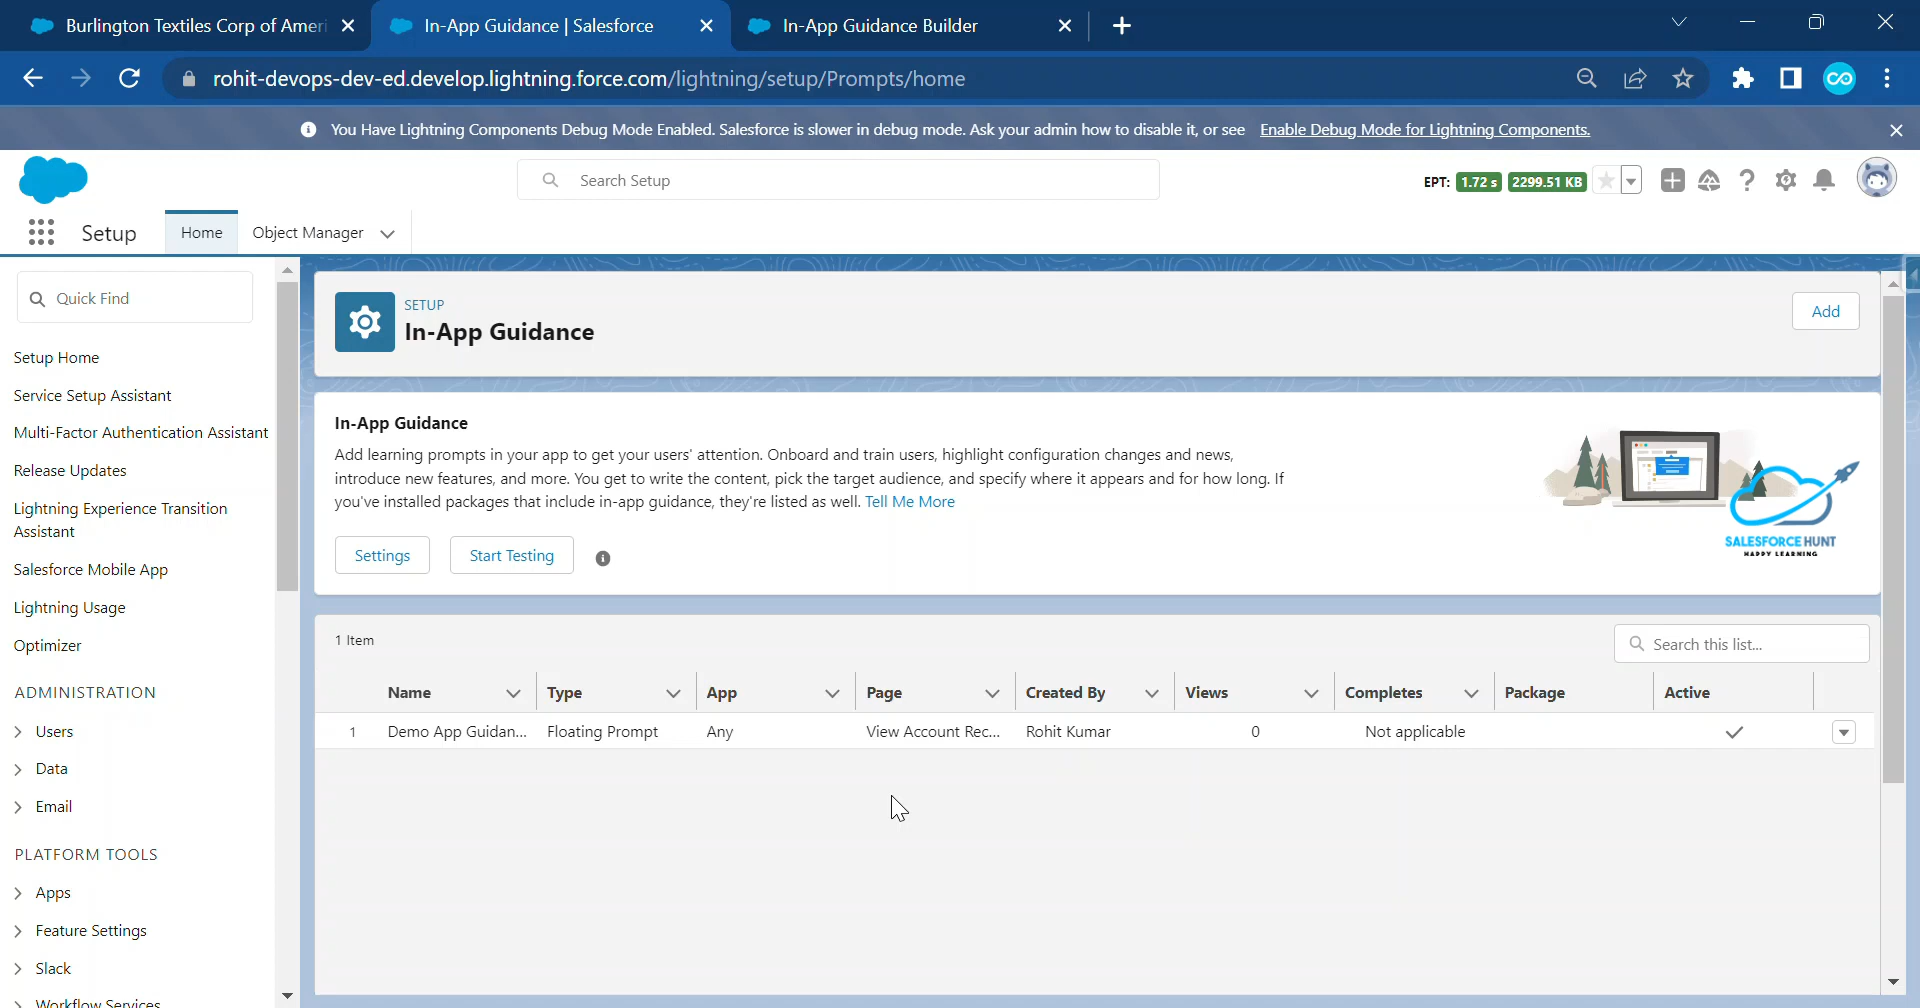 Burlington Textiles Corp of Ameri
In-App Guidance | Salesforce
In-App Guidance Builder
rohit-devops-dev-ed.develop.lightning.force.com/lightning/setup/Prompts/home
You Have Lightning Components Debug Mode Enabled. Salesforce is slower in debug mode. Ask your admin how to disable it, or see Enable Debug Mode for Lightning Components.
Search Setup
EPT: 1.72 s 2299.51 KB
Setup
Home
Object Manager
Quick Find
Setup Home
Service Setup Assistant
Multi-Factor Authentication Assistant
Release Updates
Lightning Experience Transition
Assistant
Salesforce Mobile App
Lightning Usage
Optimizer
ADMINISTRATION
Users
Data
Email
PLATFORM TOOLS
Apps
Feature Settings
Slack
Workflow Services
SETUP
In-App Guidance
Add
In-App Guidance
Add learning prompts in your app to get your users' attention. Onboard and train users, highlight configuration changes and news,
introduce new features, and more. You get to write the content, pick the target audience, and specify where it appears and for how long. If
you've installed packages that include in-app guidance, they're listed as well. Tell Me More
Settings
Start Testing
SALESFORCE HUNT
HAPPY LEARNING
1 Item
Search this list...
Name Type App Page Created By Views Completes Package Active
1 Demo App Guidan... Floating Prompt Any View Account Rec... Rohit Kumar 0 Not applicable